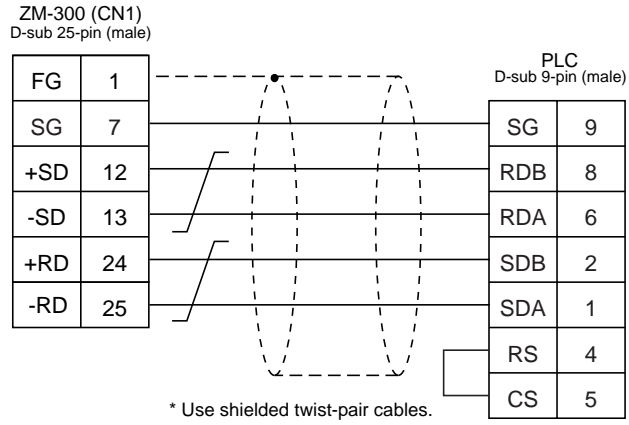 ZM-300 (CN1)
D-sub 25-pin (male)
FG 1
SG 7
+SD 12
-SD 13
+RD 24
-RD 25
PLC
D-sub 9-pin (male)
SG 9
RDB 8
RDA 6
SDB 2
SDA 1
RS 4
CS 5
* Use shielded twist-pair cables.